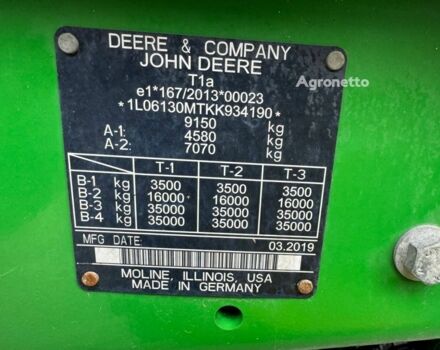 DEERE & COMPANY
JOHN DEERE
Agronetto
T1a
e1*167/2013*00023
*1L06130MTKK934190*
9150 kg
A-1: 4580 kg
A-2: 7070 kg
T-1 T-2 T-3
B-1 kg 3500 3500 3500
B-2 kg 16000 16000 16000
B-3 kg 35000 35000 35000
B-4 kg 35000 35000 35000
MFG DATE: 03.2019
MOLINE, ILLINOIS, USA
MADE IN GERMANY